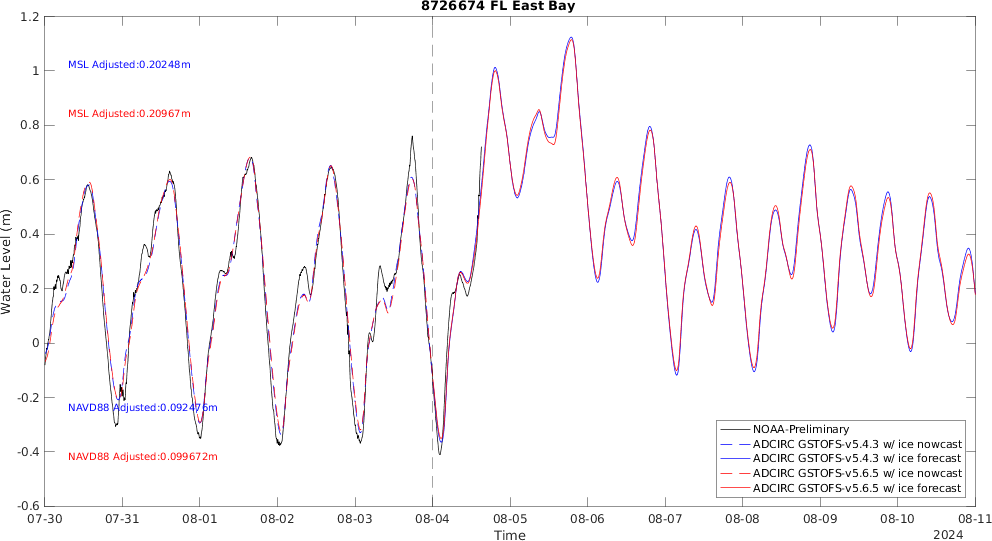 8726674 FL East Bay
1.2
1
0.8
0.6
0.4
0.2
0
-0.2
-0.4
-0.6
Water Level (m)
MSL Adjusted:0.20248m
MSL Adjusted:0.20967m
NAVD88 Adjusted:0.092476m
NAVD88 Adjusted:0.099672m
NOAA-Preliminary
ADCIRC GSTOFS-v5.4.3 w/ ice nowcast
ADCIRC GSTOFS-v5.4.3 w/ ice forecast
ADCIRC GSTOFS-v5.6.5 w/ ice nowcast
ADCIRC GSTOFS-v5.6.5 w/ ice forecast
07-30 07-31 08-01 08-02 08-03 08-04 08-05 08-06 08-07 08-08 08-09 08-10 08-11
Time
2024